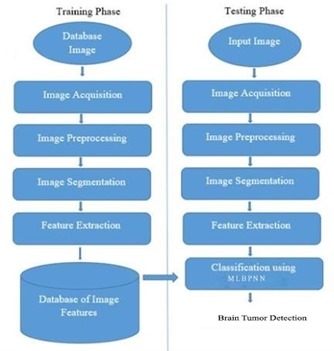 Training Phase
Database
Image
Image Acquisition
Image Preprocessing
Image Segmentation
Feature Extraction
Database of Image
Features
Testing Phase
Input Image
Image Acquisition
Image Preprocessing
Image Segmentation
Feature Extraction
Classification using
MLBPNN
Brain Tumor Detection